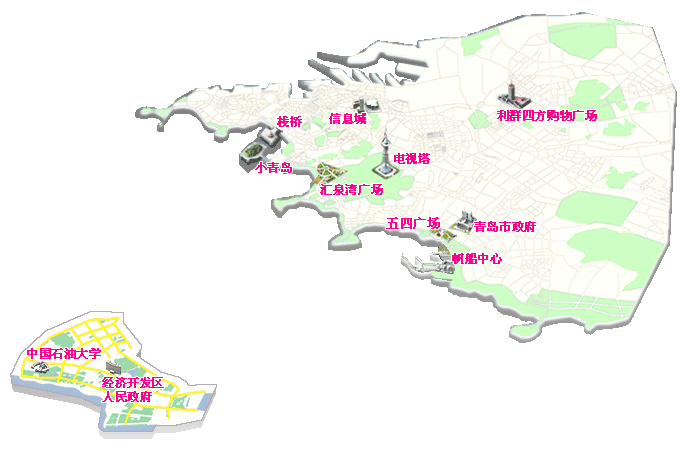 利群四方购物广场
栈桥
信息城
电视塔
小青岛
汇泉湾广场
五四广场
青岛市政府
帆船中心
中国石油大学
经济开发区
人民政府